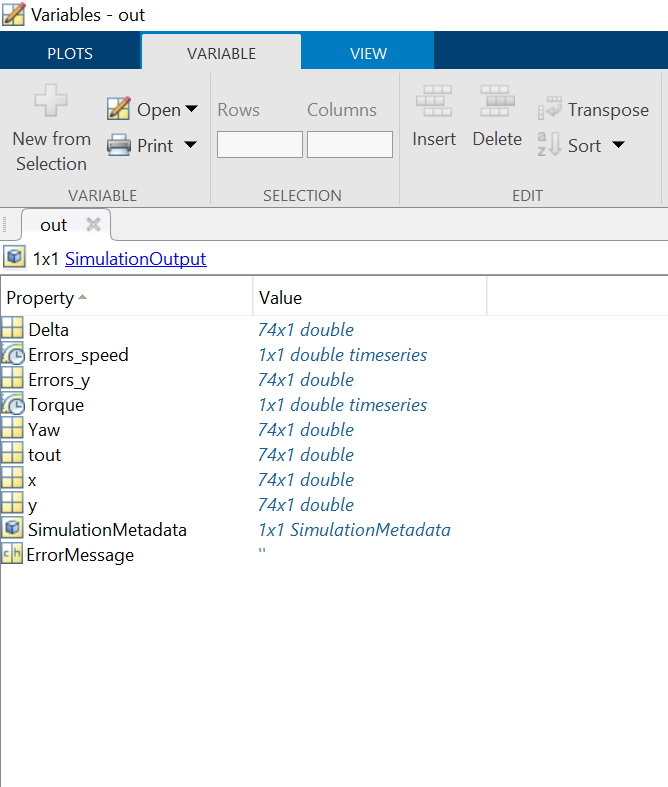 Variables - out
PLOTS VARIABLE VIEW
New from Selection
Open
Print
VARIABLE
Rows Columns
SELECTION
Insert Delete
Transpose
Sort
EDIT
out
1x1 SimulationOutput
Property Value
Delta 74x1 double
Errors_speed 1x1 double timeseries
Errors_y 74x1 double
Torque 1x1 double timeseries
Yaw 74x1 double
tout 74x1 double
x 74x1 double
y 74x1 double
SimulationMetadata 1x1 SimulationMetadata
ch ErrorMessage ''